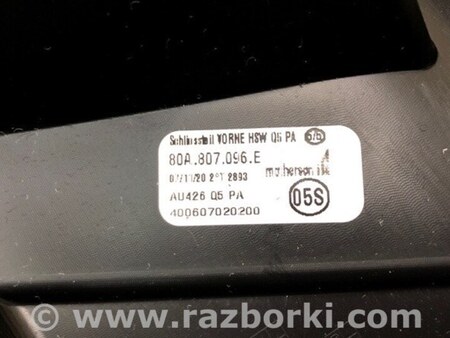 Schlussteil VORNE HSW Q5 PA
80A.807.096.E
AU426 Q5 PA
05S
400607020200
© www.razborki.com